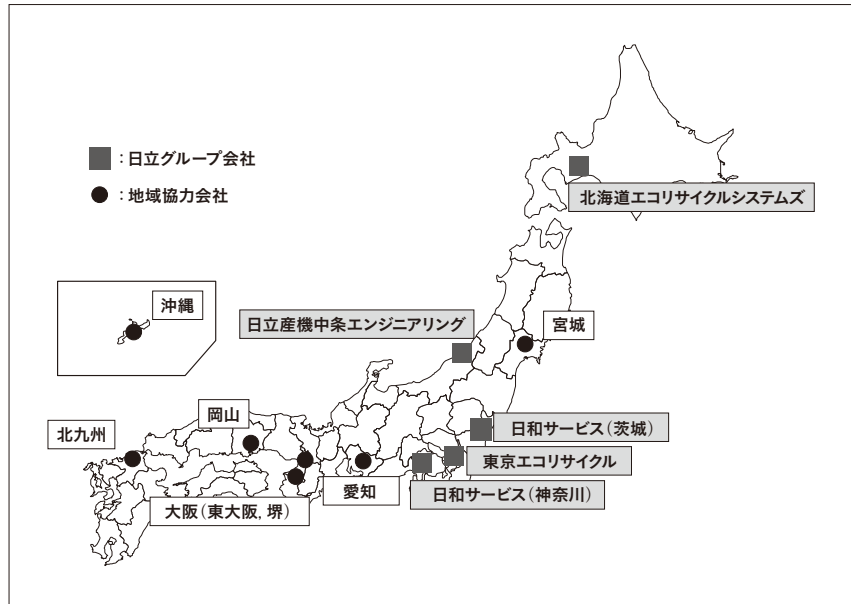 ：日立グループ会社
：地域協力会社
北海道エコリサイクルシステムズ
沖縄
日立産機中条エンジニアリング
宮城
岡山
北九州
日和サービス（茨城）
東京エコリサイクル
愛知
日和サービス（神奈川）
大阪（東大阪, 堺）